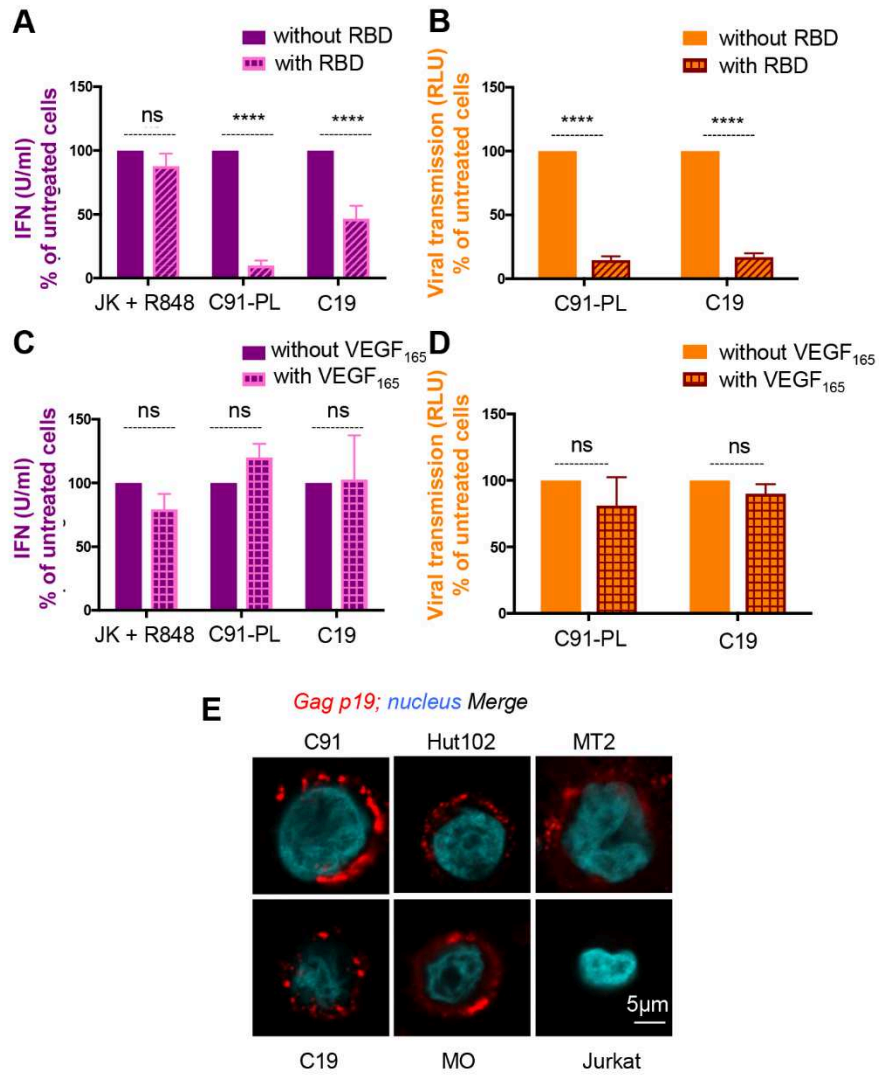 A
without RBD
with RBD
IFN (U/ml)
% of untreated cells
150
100
50
0
ns
****
****
JK + R848
C91-PL
C19
B
without RBD
with RBD
Viral transmission (RLU)
% of untreated cells
150
100
50
0
****
****
C91-PL
C19
C
without VEGF165
with VEGF165
IFN (U/ml)
% of untreated cells
150
100
50
0
ns
ns
ns
JK + R848
C91-PL
C19
D
without VEGF165
with VEGF165
Viral transmission (RLU)
% of untreated cells
150
100
50
0
ns
ns
C91-PL
C19
E
Gag p19; nucleus Merge
C91
Hut102
MT2
5µm
C19
MO
Jurkat